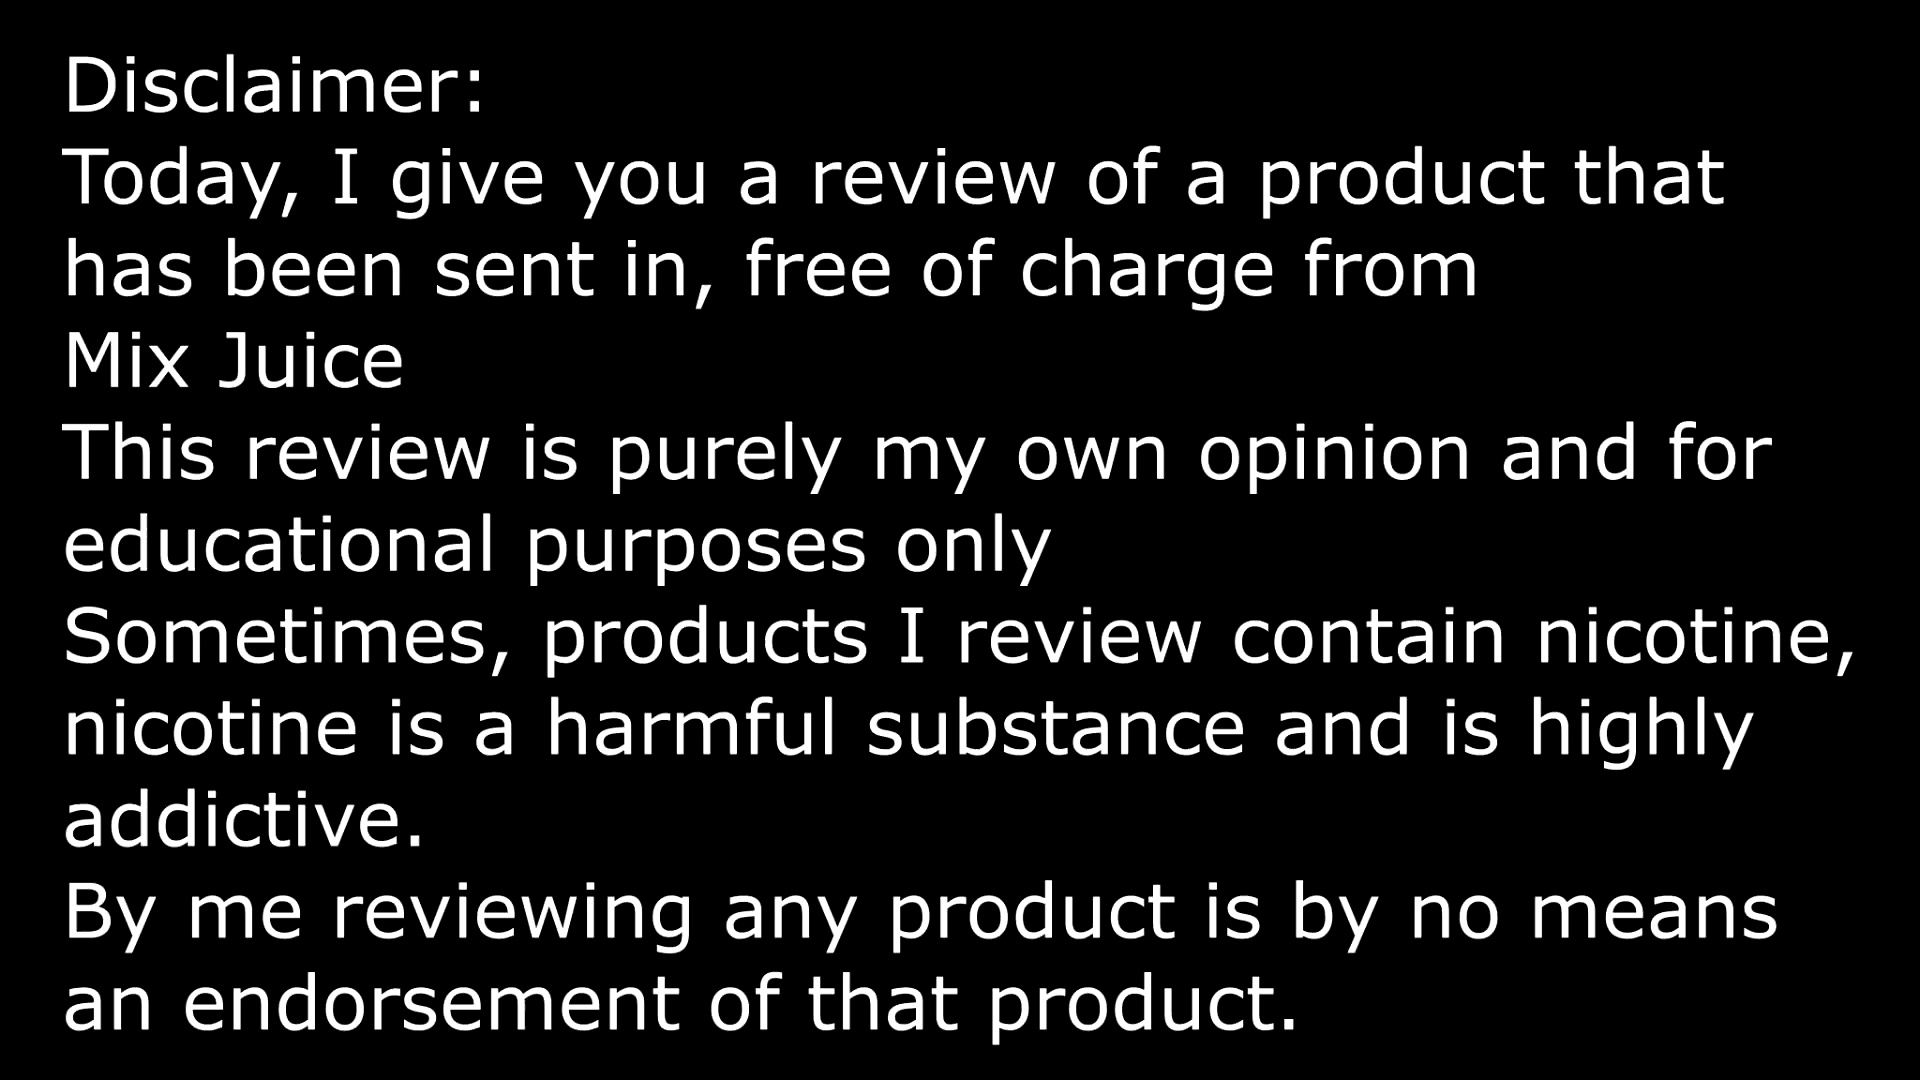 Disclaimer:
Today, I give you a review of a product that
has been sent in, free of charge from
Mix Juice
This review is purely my own opinion and for
educational purposes only
Sometimes, products I review contain nicotine,
nicotine is a harmful substance and is highly
addictive.
By me reviewing any product is by no means
an endorsement of that product.